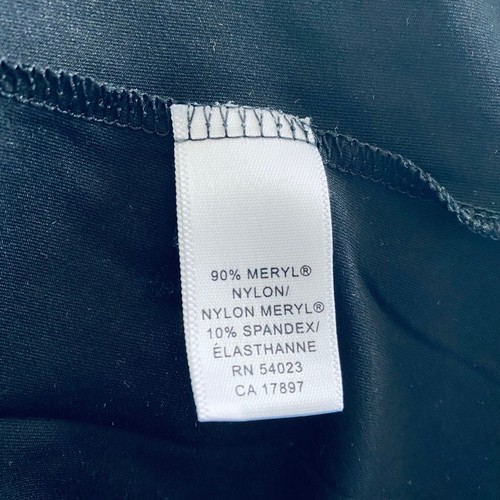 90% MERYL®
NYLON/
NYLON MERYL®
10% SPANDEX/
ÉLASTHANNE
RN 54023
CA 17897